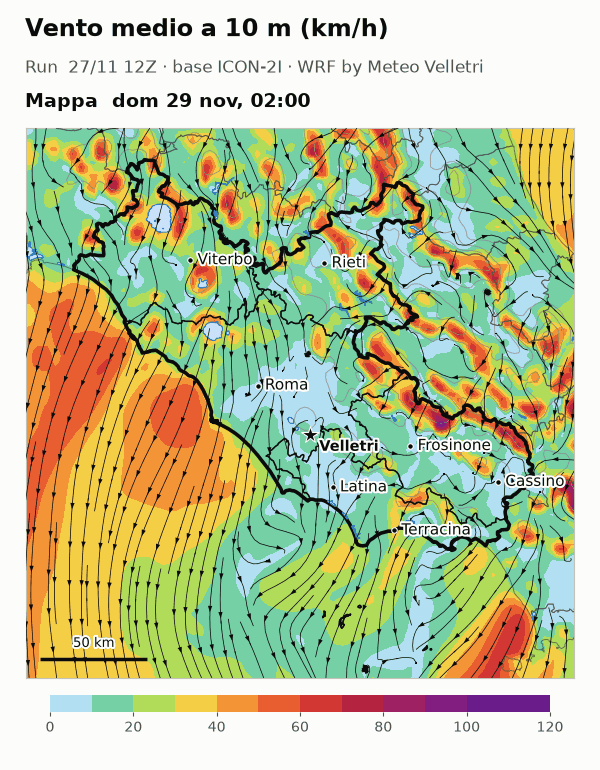 Vento medio a 10 m (km/h)
Run  27/11 12Z · base ICON-2I · WRF by Meteo Velletri
Mappa  dom 29 nov, 02:00
Viterbo
Rieti
Roma
Velletri
Frosinone
Cassino
Latina
Terracina
50 km
0 20 40 60 80 100 120